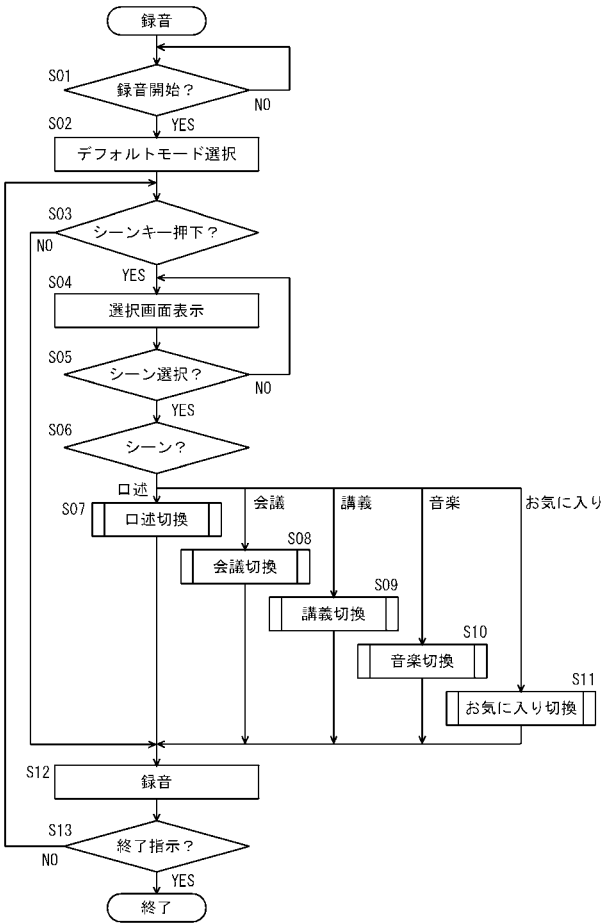 録音
S01
録音開始？
NO
YES
S02
デフォルトモード選択
S03
シーンキー押下？
NO
YES
S04
選択画面表示
S05
シーン選択？
NO
YES
S06
シーン？
口述
会議
講義
音楽
お気に入り
S07
口述切換
S08
会議切換
S09
講義切換
S10
音楽切換
S11
お気に入り切換
S12
録音
S13
終了指示？
NO
YES
終了